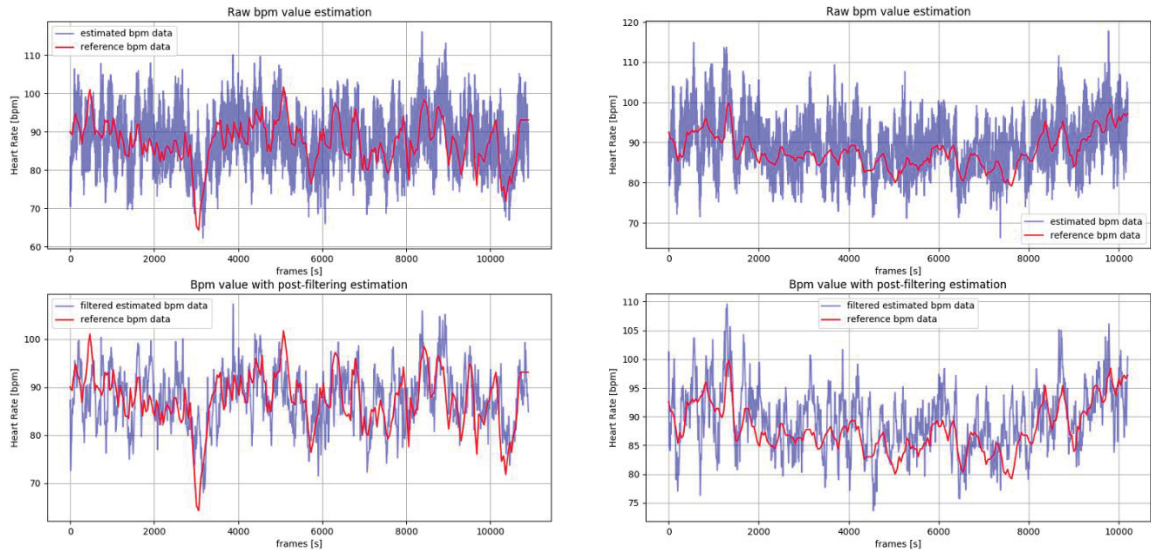 Raw bpm value estimation
estimated bpm data
reference bpm data
Heart Rate [bpm]
110
100
90
80
70
60
0 2000 4000 6000 8000 10000
frames [s]
Raw bpm value estimation
Heart Rate [bpm]
120
110
100
90
80
70
estimated bpm data
reference bpm data
0 2000 4000 6000 8000 10000
frames [s]
Bpm value with post-filtering estimation
filtered estimated bpm data
reference bpm data
Heart Rate [bpm]
100
90
80
70
0 2000 4000 6000 8000 10000
frames [s]
Bpm value with post-filtering estimation
filtered estimated bpm data
reference bpm data
Heart Rate [bpm]
110
105
100
95
90
85
80
75
0 2000 4000 6000 8000 10000
frames [s]